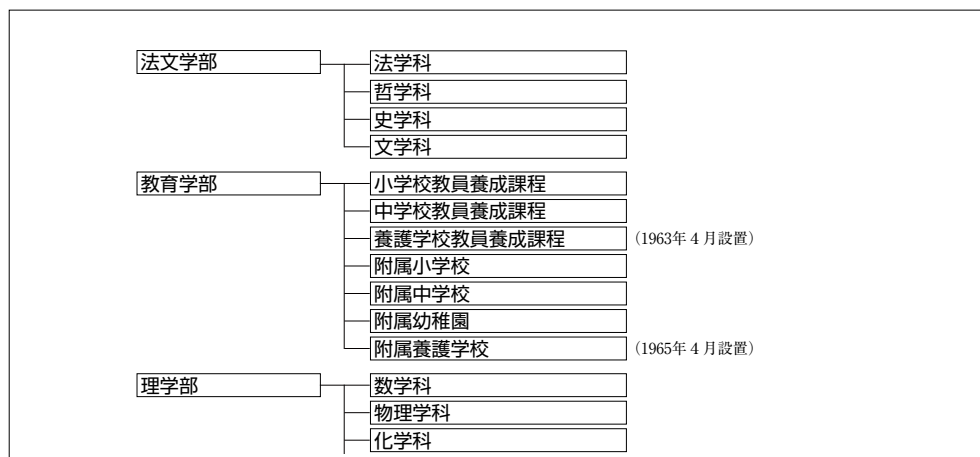 法文学部 法学科
哲学科
史学科
文学科
教育学部 小学校教員養成課程
中学校教員養成課程
養護学校教員養成課程 (1963年4月設置)
附属小学校
附属中学校
附属幼稚園
附属養護学校 (1965年4月設置)
理学部 数学科
物理学科
化学科